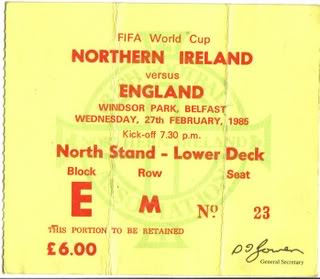 FIFA World Cup
NORTHERN IRELAND
versus
ENGLAND
WINDSOR PARK, BELFAST
WEDNESDAY, 27th FEBRUARY, 1985
Kick-off 7.30 p.m.
North Stand - Lower Deck
Block Row Seat
E M No 23
THIS PORTION TO BE RETAINED
£6.00
General Secretary